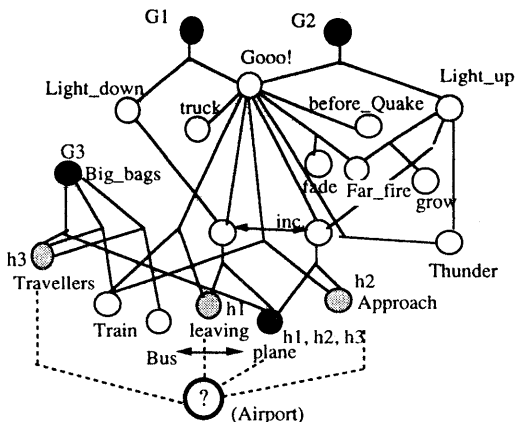 G1
G2
Gooo!
Light_down
Light_up
truck
before_Quake
G3
Big_bags
fade
Far_fire
grow
inc
h3
Travellers
Thunder
h2
Approach
Train
h1
leaving
h1, h2, h3
Bus
plane
?
(Airport)